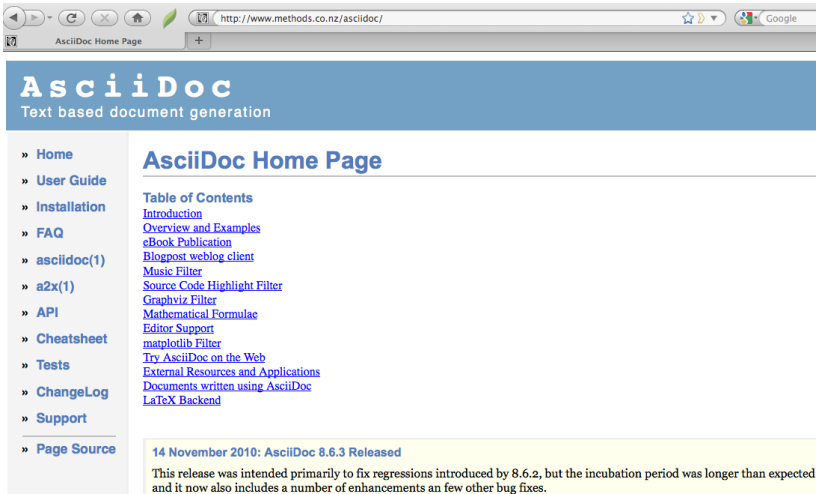 http://www.methods.co.nz/asciidoc/
Google
AsciiDoc Home Page
+
AsciiDoc
Text based document generation
» Home
» User Guide
» Installation
» FAQ
» asciidoc(1)
» a2x(1)
» API
» Cheatsheet
» Tests
» ChangeLog
» Support
» Page Source
AsciiDoc Home Page
Table of Contents
Introduction
Overview and Examples
eBook Publication
Blogpost weblog client
Music Filter
Source Code Highlight Filter
Graphviz Filter
Mathematical Formulae
Editor Support
matplotlib Filter
Try AsciiDoc on the Web
External Resources and Applications
Documents written using AsciiDoc
LaTeX Backend
14 November 2010: AsciiDoc 8.6.3 Released
This release was intended primarily to fix regressions introduced by 8.6.2, but the incubation period was longer than expected
and it now also includes a number of enhancements an few other bug fixes.